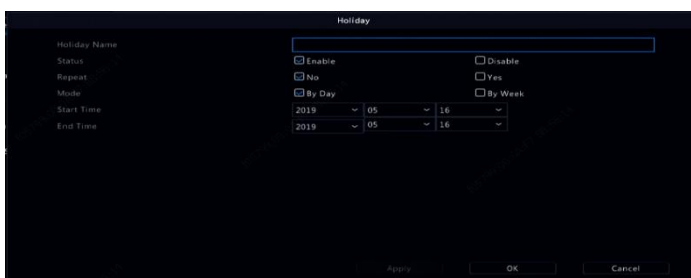 Holiday
Holiday Name
Status Enable Disable
Repeat No Yes
Mode By Day By Week
Start Time 2019 05 16
End Time 2019 05 16
Apply OK Cancel